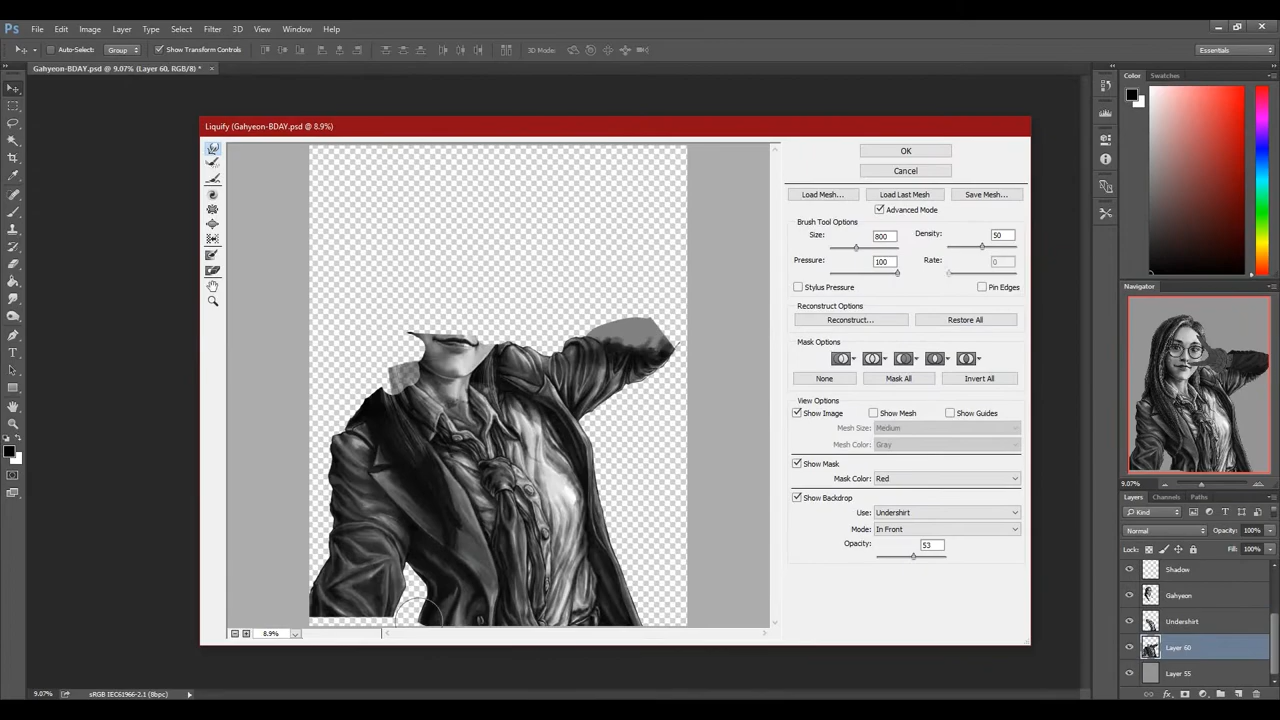 Ps File Edit Image Layer Type Select Filter 3D View Window Help
Auto-Select: Group Show Transform Controls 3D Mode: Essentials
Gahyeon-BDAY.psd @ 9.07% (Layer 60, RGB/8) *
Color Swatches
Liquify (Gahyeon-BDAY.psd @ 8.9%)
OK
Cancel
Load Mesh... Load Last Mesh Save Mesh...
Advanced Mode
Brush Tool Options
Size: 800 Density: 50
Pressure: 100 Rate: 0
Stylus Pressure Pin Edges
Reconstruct Options
Reconstruct... Restore All
Mask Options
None Mask All Invert All
View Options
Show Image Show Mesh Show Guides
Mesh Size: Medium
Mesh Color: Gray
Show Mask
Mask Color: Red
Show Backdrop
Use: Undershirt
Mode: In Front
Opacity: 53
8.9%
Navigator
9.07%
Layers Channels Paths
Kind
Normal Opacity: 100%
Lock: Fill: 100%
Shadow
Gahyeon
Undershirt
Layer 60
Layer 55
9.07% sRGB IEC61966-2.1 (8bpc)